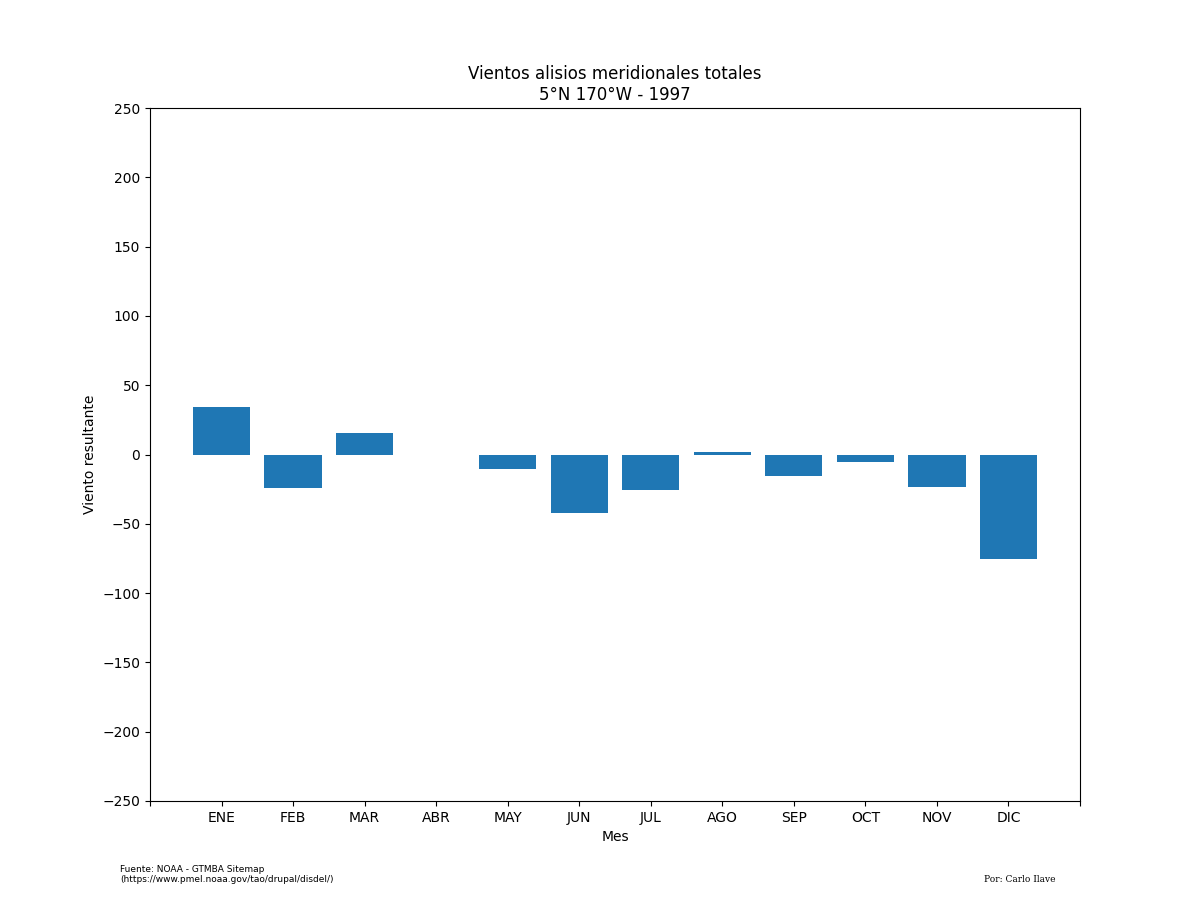 Vientos alisios meridionales totales
5°N 170°W - 1997
250
200
150
100
50
0
−50
−100
−150
−200
−250
Viento resultante
ENE FEB MAR ABR MAY JUN JUL AGO SEP OCT NOV DIC
Mes
Fuente: NOAA - GTMBA Sitemap
(https://www.pmel.noaa.gov/tao/drupal/disdel/)
Por: Carlo Ilave